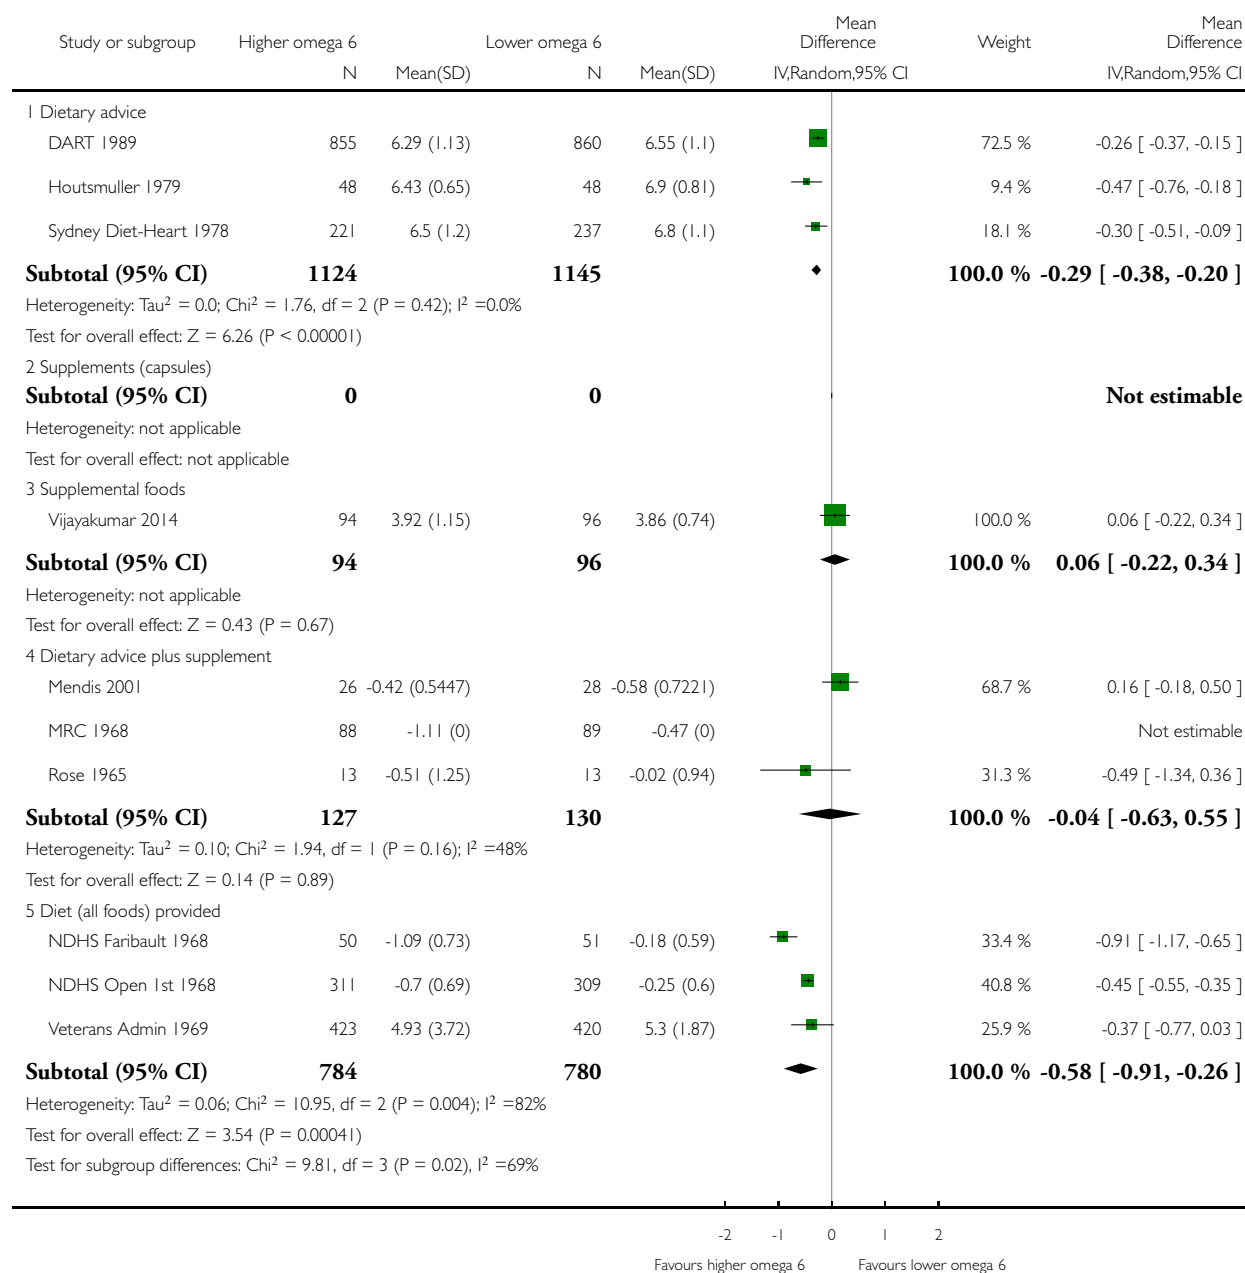 Study or subgroup Higher omega 6 Lower omega 6 Mean Difference Weight Mean Difference
N Mean(SD) N Mean(SD) IV,Random,95% CI IV,Random,95% CI
1 Dietary advice
DART 1989 855 6.29 (1.13) 860 6.55 (1.1) 72.5 % -0.26 [ -0.37, -0.15 ]
Houtsmuller 1979 48 6.43 (0.65) 48 6.9 (0.81) 9.4 % -0.47 [ -0.76, -0.18 ]
Sydney Diet-Heart 1978 221 6.5 (1.2) 237 6.8 (1.1) 18.1 % -0.30 [ -0.51, -0.09 ]
Subtotal (95% CI) 1124 1145 100.0 % -0.29 [ -0.38, -0.20 ]
Heterogeneity: Tau² = 0.0; Chi² = 1.76, df = 2 (P = 0.42); I² =0.0%
Test for overall effect: Z = 6.26 (P < 0.00001)
2 Supplements (capsules)
Subtotal (95% CI) 0 0 Not estimable
Heterogeneity: not applicable
Test for overall effect: not applicable
3 Supplemental foods
Vijayakumar 2014 94 3.92 (1.15) 96 3.86 (0.74) 100.0 % 0.06 [ -0.22, 0.34 ]
Subtotal (95% CI) 94 96 100.0 % 0.06 [ -0.22, 0.34 ]
Heterogeneity: not applicable
Test for overall effect: Z = 0.43 (P = 0.67)
4 Dietary advice plus supplement
Mendis 2001 26 -0.42 (0.5447) 28 -0.58 (0.7221) 68.7 % 0.16 [ -0.18, 0.50 ]
MRC 1968 88 -1.11 (0) 89 -0.47 (0) Not estimable
Rose 1965 13 -0.51 (1.25) 13 -0.02 (0.94) 31.3 % -0.49 [ -1.34, 0.36 ]
Subtotal (95% CI) 127 130 100.0 % -0.04 [ -0.63, 0.55 ]
Heterogeneity: Tau² = 0.10; Chi² = 1.94, df = 1 (P = 0.16); I² =48%
Test for overall effect: Z = 0.14 (P = 0.89)
5 Diet (all foods) provided
NDHS Faribault 1968 50 -1.09 (0.73) 51 -0.18 (0.59) 33.4 % -0.91 [ -1.17, -0.65 ]
NDHS Open 1st 1968 311 -0.7 (0.69) 309 -0.25 (0.6) 40.8 % -0.45 [ -0.55, -0.35 ]
Veterans Admin 1969 423 4.93 (3.72) 420 5.3 (1.87) 25.9 % -0.37 [ -0.77, 0.03 ]
Subtotal (95% CI) 784 780 100.0 % -0.58 [ -0.91, -0.26 ]
Heterogeneity: Tau² = 0.06; Chi² = 10.95, df = 2 (P = 0.004); I² =82%
Test for overall effect: Z = 3.54 (P = 0.00041)
Test for subgroup differences: Chi² = 9.81, df = 3 (P = 0.02), I² =69%
-2 -1 0 1 2
Favours higher omega 6 Favours lower omega 6